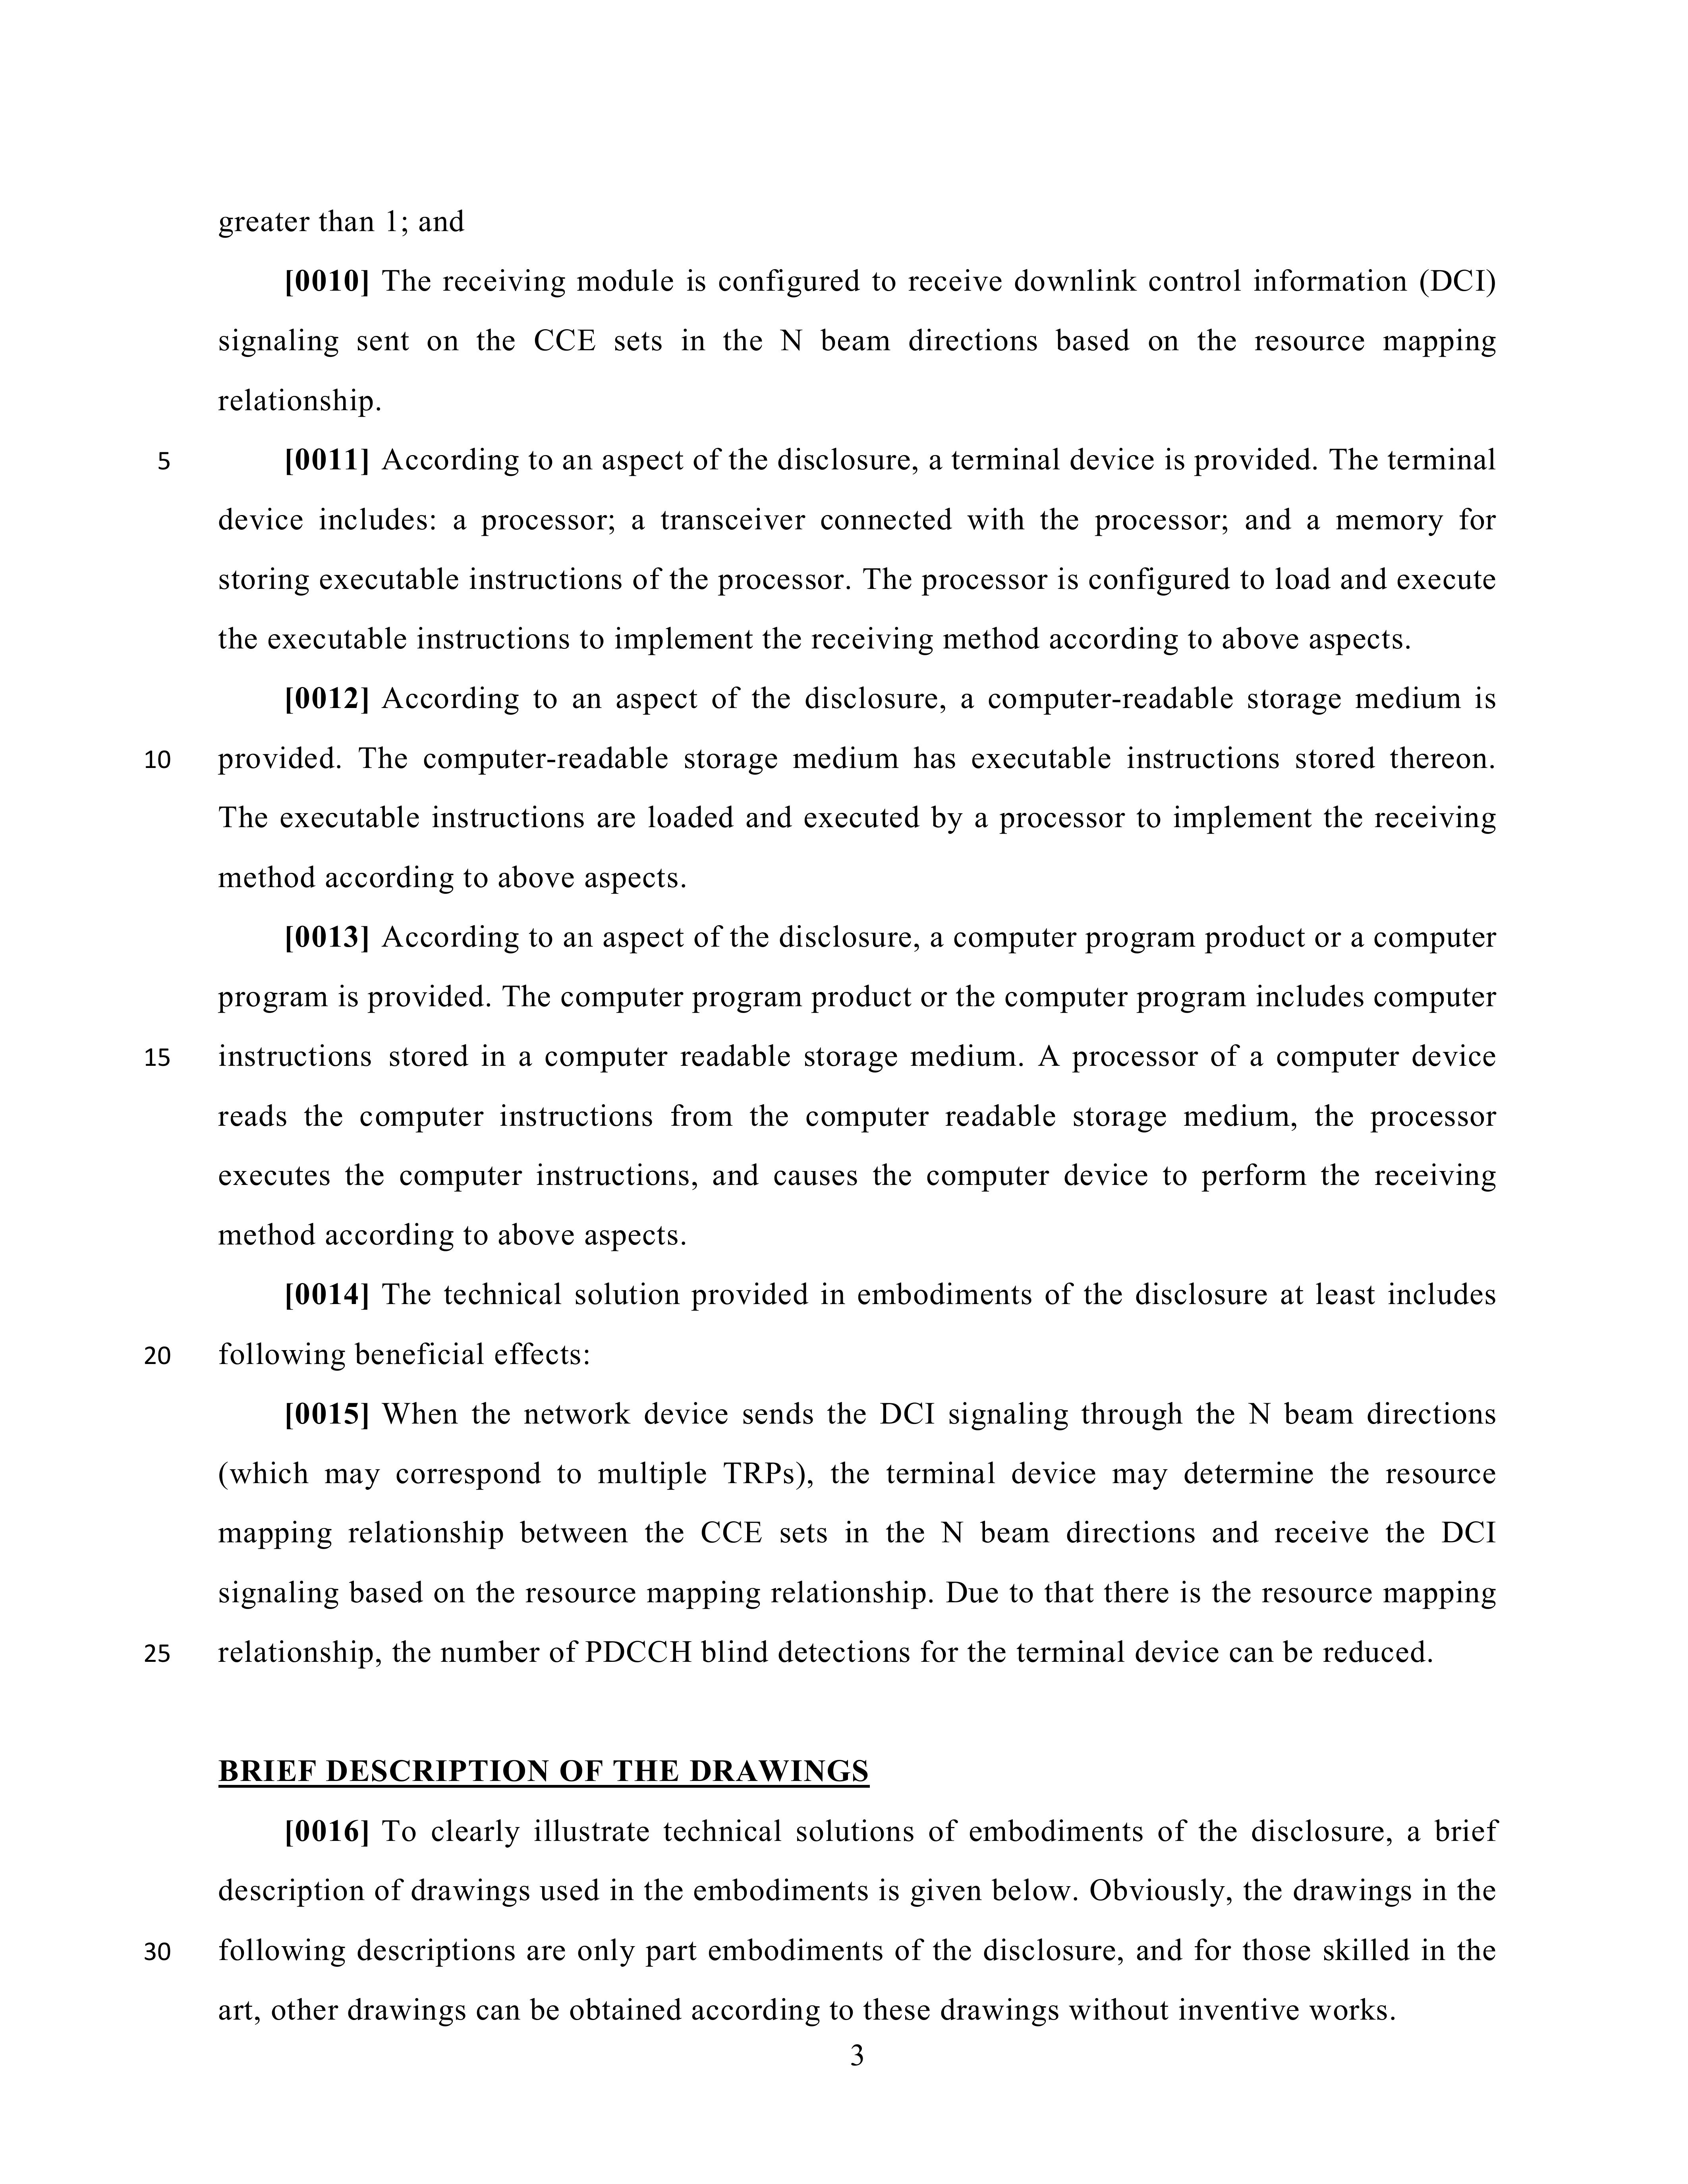 greater than 1; and
[0010] The receiving module is configured to receive downlink control information (DCI)
signaling sent on the CCE sets in the N beam directions based on the resource mapping
relationship.
5 [0011] According to an aspect of the disclosure, a terminal device is provided. The terminal
device includes: a processor; a transceiver connected with the processor; and a memory for
storing executable instructions of the processor. The processor is configured to load and execute
the executable instructions to implement the receiving method according to above aspects.
[0012] According to an aspect of the disclosure, a computer-readable storage medium is
10 provided. The computer-readable storage medium has executable instructions stored thereon.
The executable instructions are loaded and executed by a processor to implement the receiving
method according to above aspects.
[0013] According to an aspect of the disclosure, a computer program product or a computer
program is provided. The computer program product or the computer program includes computer
15 instructions stored in a computer readable storage medium. A processor of a computer device
reads the computer instructions from the computer readable storage medium, the processor
executes the computer instructions, and causes the computer device to perform the receiving
method according to above aspects.
[0014] The technical solution provided in embodiments of the disclosure at least includes
20 following beneficial effects:
[0015] When the network device sends the DCI signaling through the N beam directions
(which may correspond to multiple TRPs), the terminal device may determine the resource
mapping relationship between the CCE sets in the N beam directions and receive the DCI
signaling based on the resource mapping relationship. Due to that there is the resource mapping
25 relationship, the number of PDCCH blind detections for the terminal device can be reduced.
BRIEF DESCRIPTION OF THE DRAWINGS
[0016] To clearly illustrate technical solutions of embodiments of the disclosure, a brief
description of drawings used in the embodiments is given below. Obviously, the drawings in the
30 following descriptions are only part embodiments of the disclosure, and for those skilled in the
art, other drawings can be obtained according to these drawings without inventive works.
3